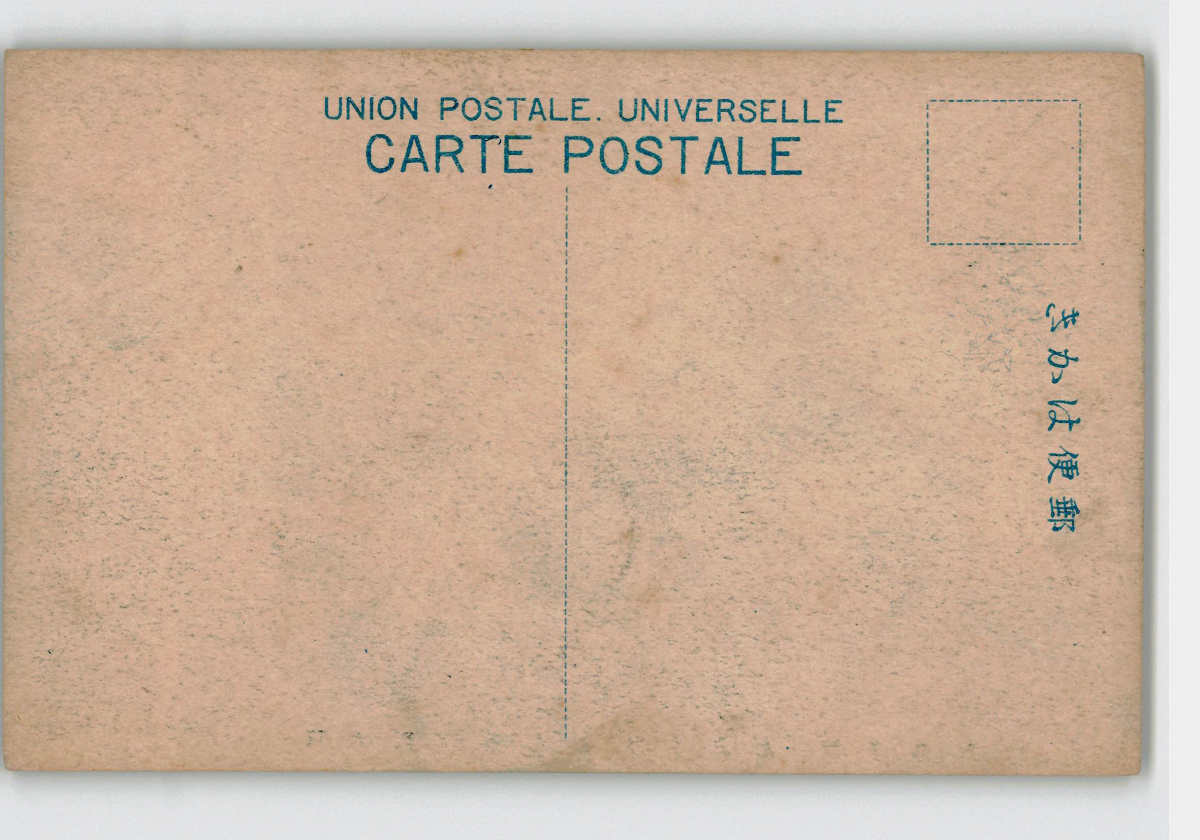 UNION POSTALE. UNIVERSELLE
CARTE POSTALE
郵便はかき